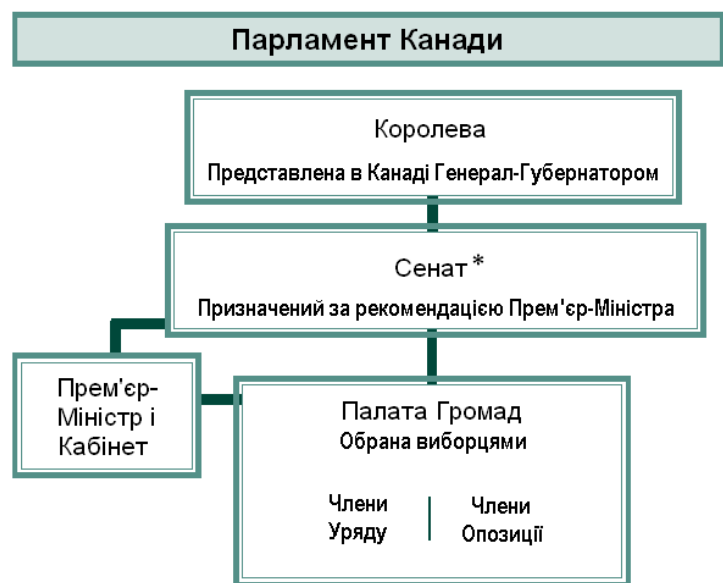 Парламент Канади
Королева
Представлена в Канаді Генерал-Губернатором
Сенат *
Призначений за рекомендацією Прем'єр-Міністра
Прем'єр-
Міністр і
Кабінет
Палата Громад
Обрана виборцями
Члени
Уряду
Члени
Опозиції